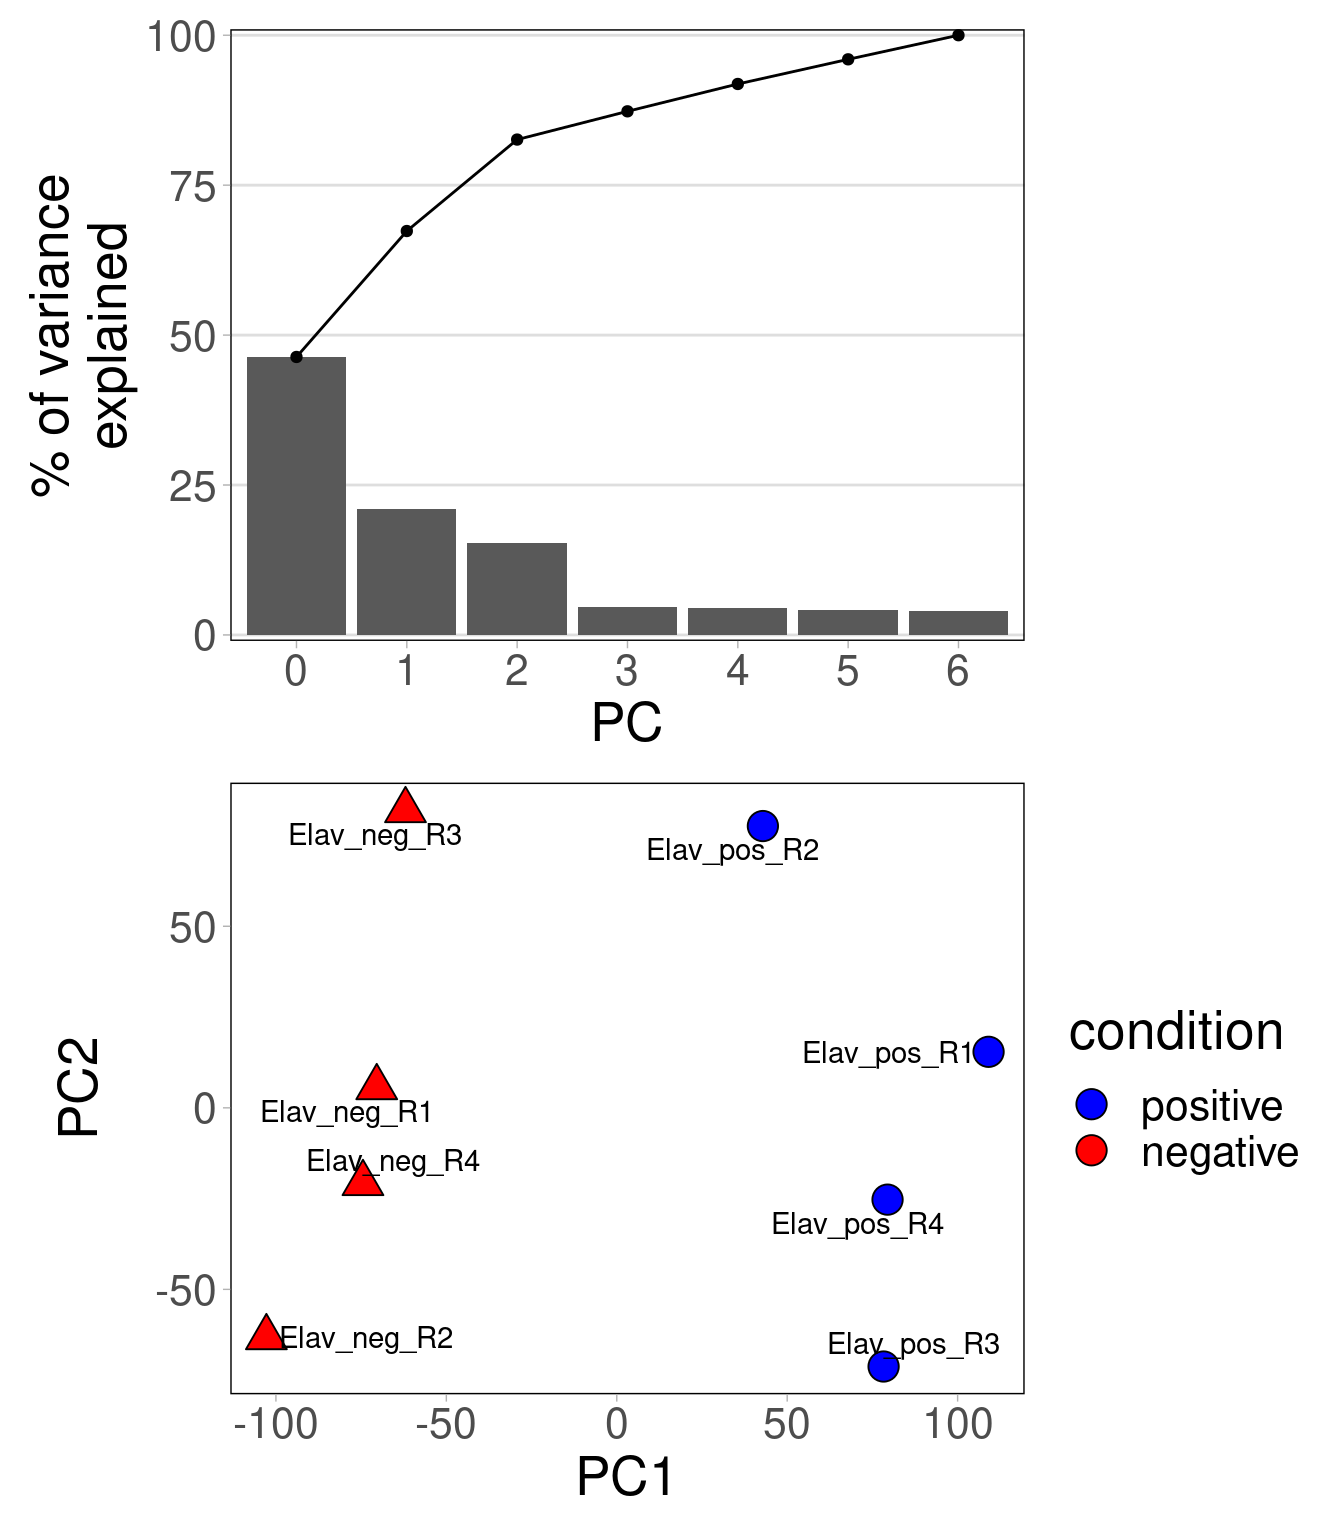 100
75
50
25
0
% of variance
explained
0 1 2 3 4 5 6
PC
Elav_neg_R3
Elav_pos_R2
Elav_pos_R1
Elav_neg_R1
Elav_neg_R4
Elav_pos_R4
Elav_neg_R2
Elav_pos_R3
50
0
-50
PC2
-100 -50 0 50 100
PC1
condition
positive
negative